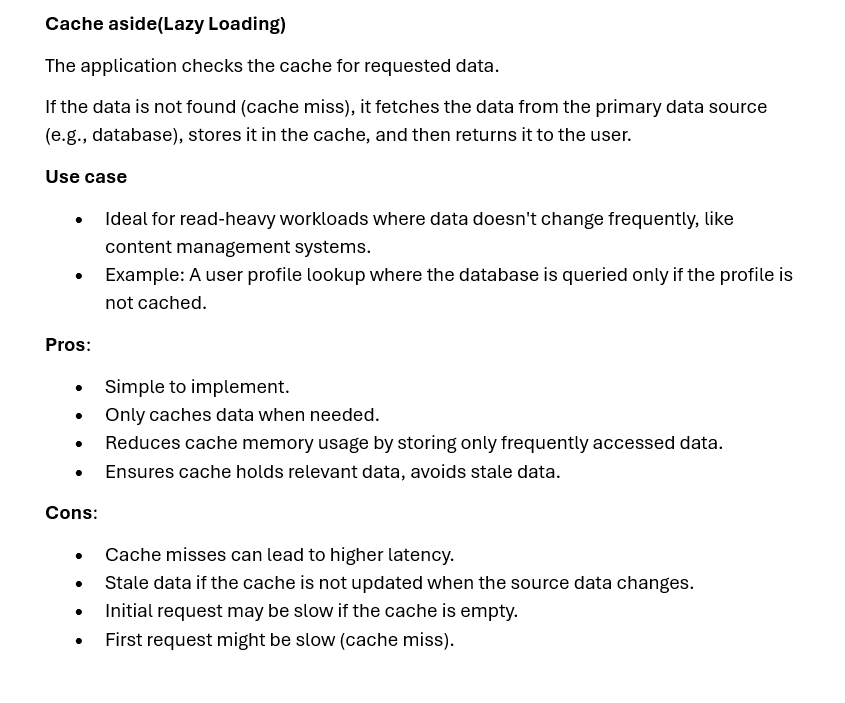 Cache aside(Lazy Loading)
The application checks the cache for requested data.
If the data is not found (cache miss), it fetches the data from the primary data source
(e.g., database), stores it in the cache, and then returns it to the user.
Use case
• Ideal for read-heavy workloads where data doesn't change frequently, like
content management systems.
• Example: A user profile lookup where the database is queried only if the profile is
not cached.
Pros:
• Simple to implement.
• Only caches data when needed.
• Reduces cache memory usage by storing only frequently accessed data.
• Ensures cache holds relevant data, avoids stale data.
Cons:
• Cache misses can lead to higher latency.
• Stale data if the cache is not updated when the source data changes.
• Initial request may be slow if the cache is empty.
• First request might be slow (cache miss).